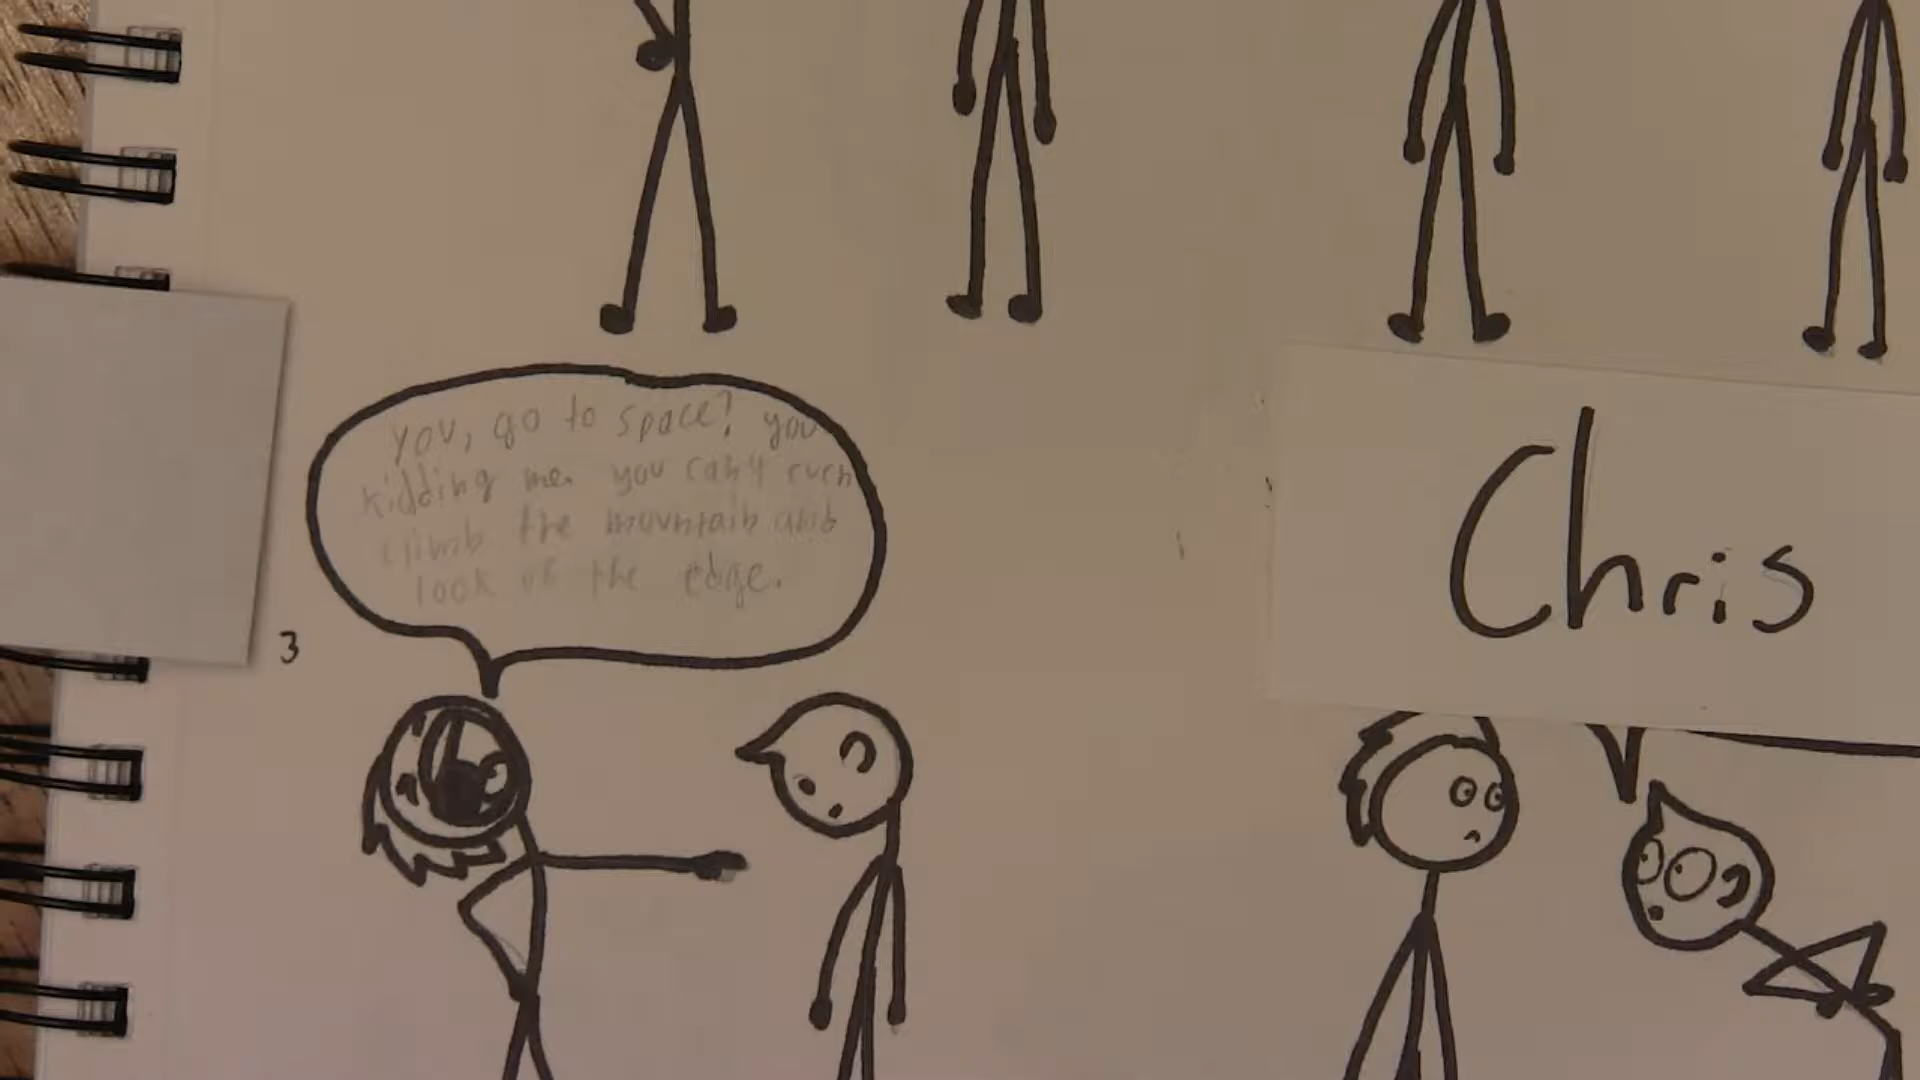 you, go to space? you
kidding me. you can't even
climb the mountain and
look of the edge.
3
Chris